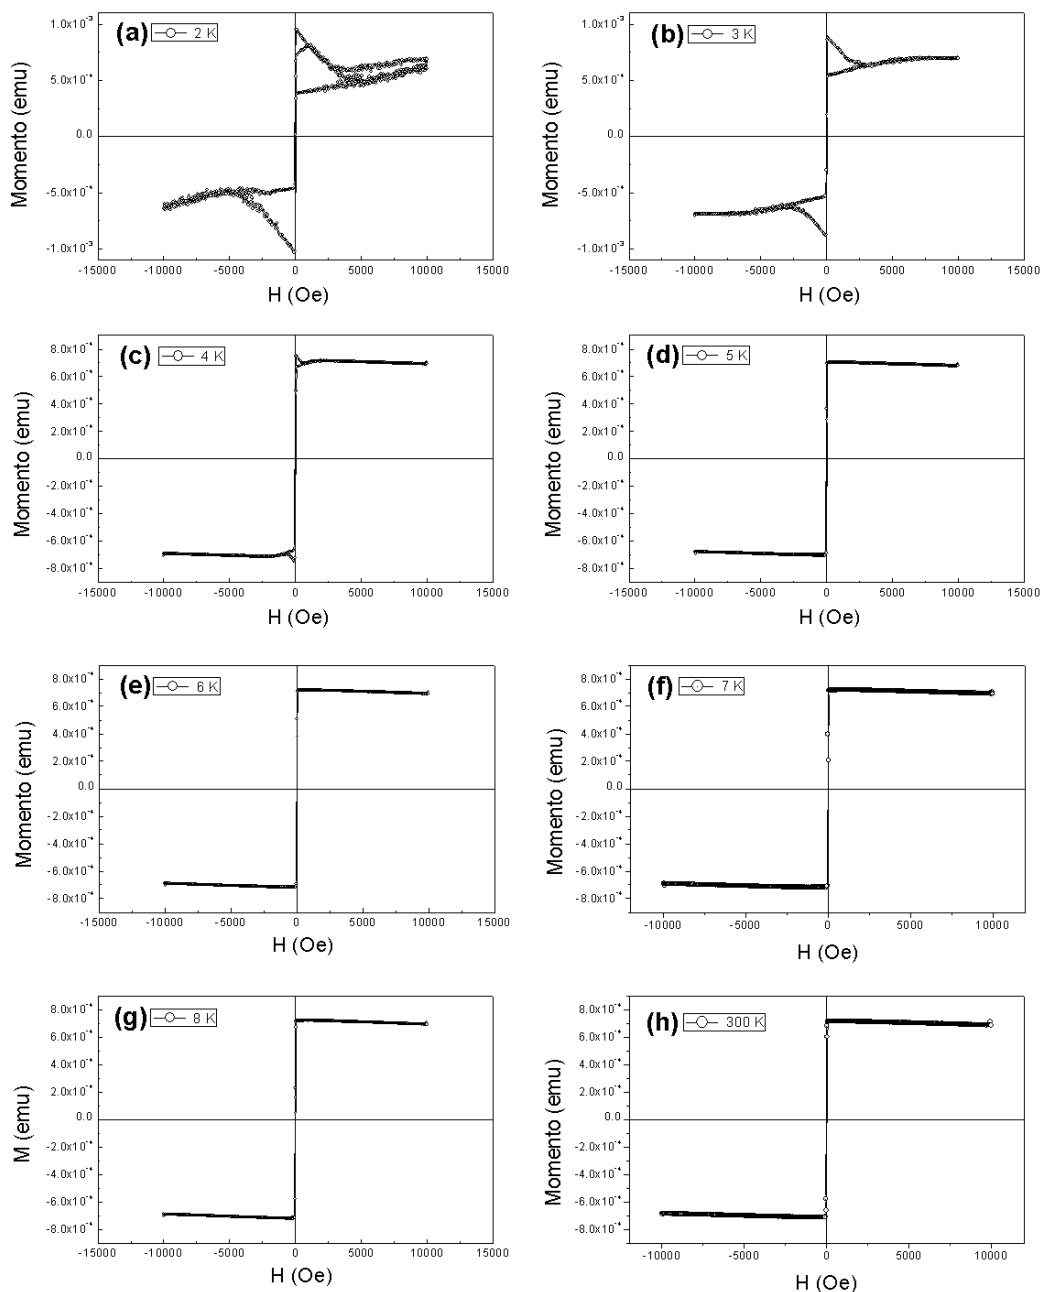 (a) 2 K
1.0x10⁻³
5.0x10⁻⁴
0.0
-5.0x10⁻⁴
-1.0x10⁻³
Momento (emu)
-15000 -10000 -5000 0 5000 10000 15000
H (Oe)
(b) 3 K
1.0x10⁻³
5.0x10⁻⁴
0.0
-5.0x10⁻⁴
-1.0x10⁻³
Momento (emu)
-15000 -10000 -5000 0 5000 10000 15000
H (Oe)
(c) 4 K
8.0x10⁻⁴
6.0x10⁻⁴
4.0x10⁻⁴
2.0x10⁻⁴
0.0
-2.0x10⁻⁴
-4.0x10⁻⁴
-6.0x10⁻⁴
-8.0x10⁻⁴
Momento (emu)
-15000 -10000 -5000 0 5000 10000 15000
H (Oe)
(d) 5 K
8.0x10⁻⁴
6.0x10⁻⁴
4.0x10⁻⁴
2.0x10⁻⁴
0.0
-2.0x10⁻⁴
-4.0x10⁻⁴
-6.0x10⁻⁴
-8.0x10⁻⁴
Momento (emu)
-15000 -10000 -5000 0 5000 10000 15000
H (Oe)
(e) 6 K
8.0x10⁻⁴
6.0x10⁻⁴
4.0x10⁻⁴
2.0x10⁻⁴
0.0
-2.0x10⁻⁴
-4.0x10⁻⁴
-6.0x10⁻⁴
-8.0x10⁻⁴
Momento (emu)
-15000 -10000 -5000 0 5000 10000 15000
H (Oe)
(f) 7 K
8.0x10⁻⁴
6.0x10⁻⁴
4.0x10⁻⁴
2.0x10⁻⁴
0.0
-2.0x10⁻⁴
-4.0x10⁻⁴
-6.0x10⁻⁴
-8.0x10⁻⁴
Momento (emu)
-10000 -5000 0 5000 10000
H (Oe)
(g) 8 K
8.0x10⁻⁴
6.0x10⁻⁴
4.0x10⁻⁴
2.0x10⁻⁴
0.0
-2.0x10⁻⁴
-4.0x10⁻⁴
-6.0x10⁻⁴
-8.0x10⁻⁴
M (emu)
-15000 -10000 -5000 0 5000 10000 15000
H (Oe)
(h) 300 K
8.0x10⁻⁴
6.0x10⁻⁴
4.0x10⁻⁴
2.0x10⁻⁴
0.0
-2.0x10⁻⁴
-4.0x10⁻⁴
-6.0x10⁻⁴
-8.0x10⁻⁴
Momento (emu)
-10000 -5000 0 5000 10000
H (Oe)